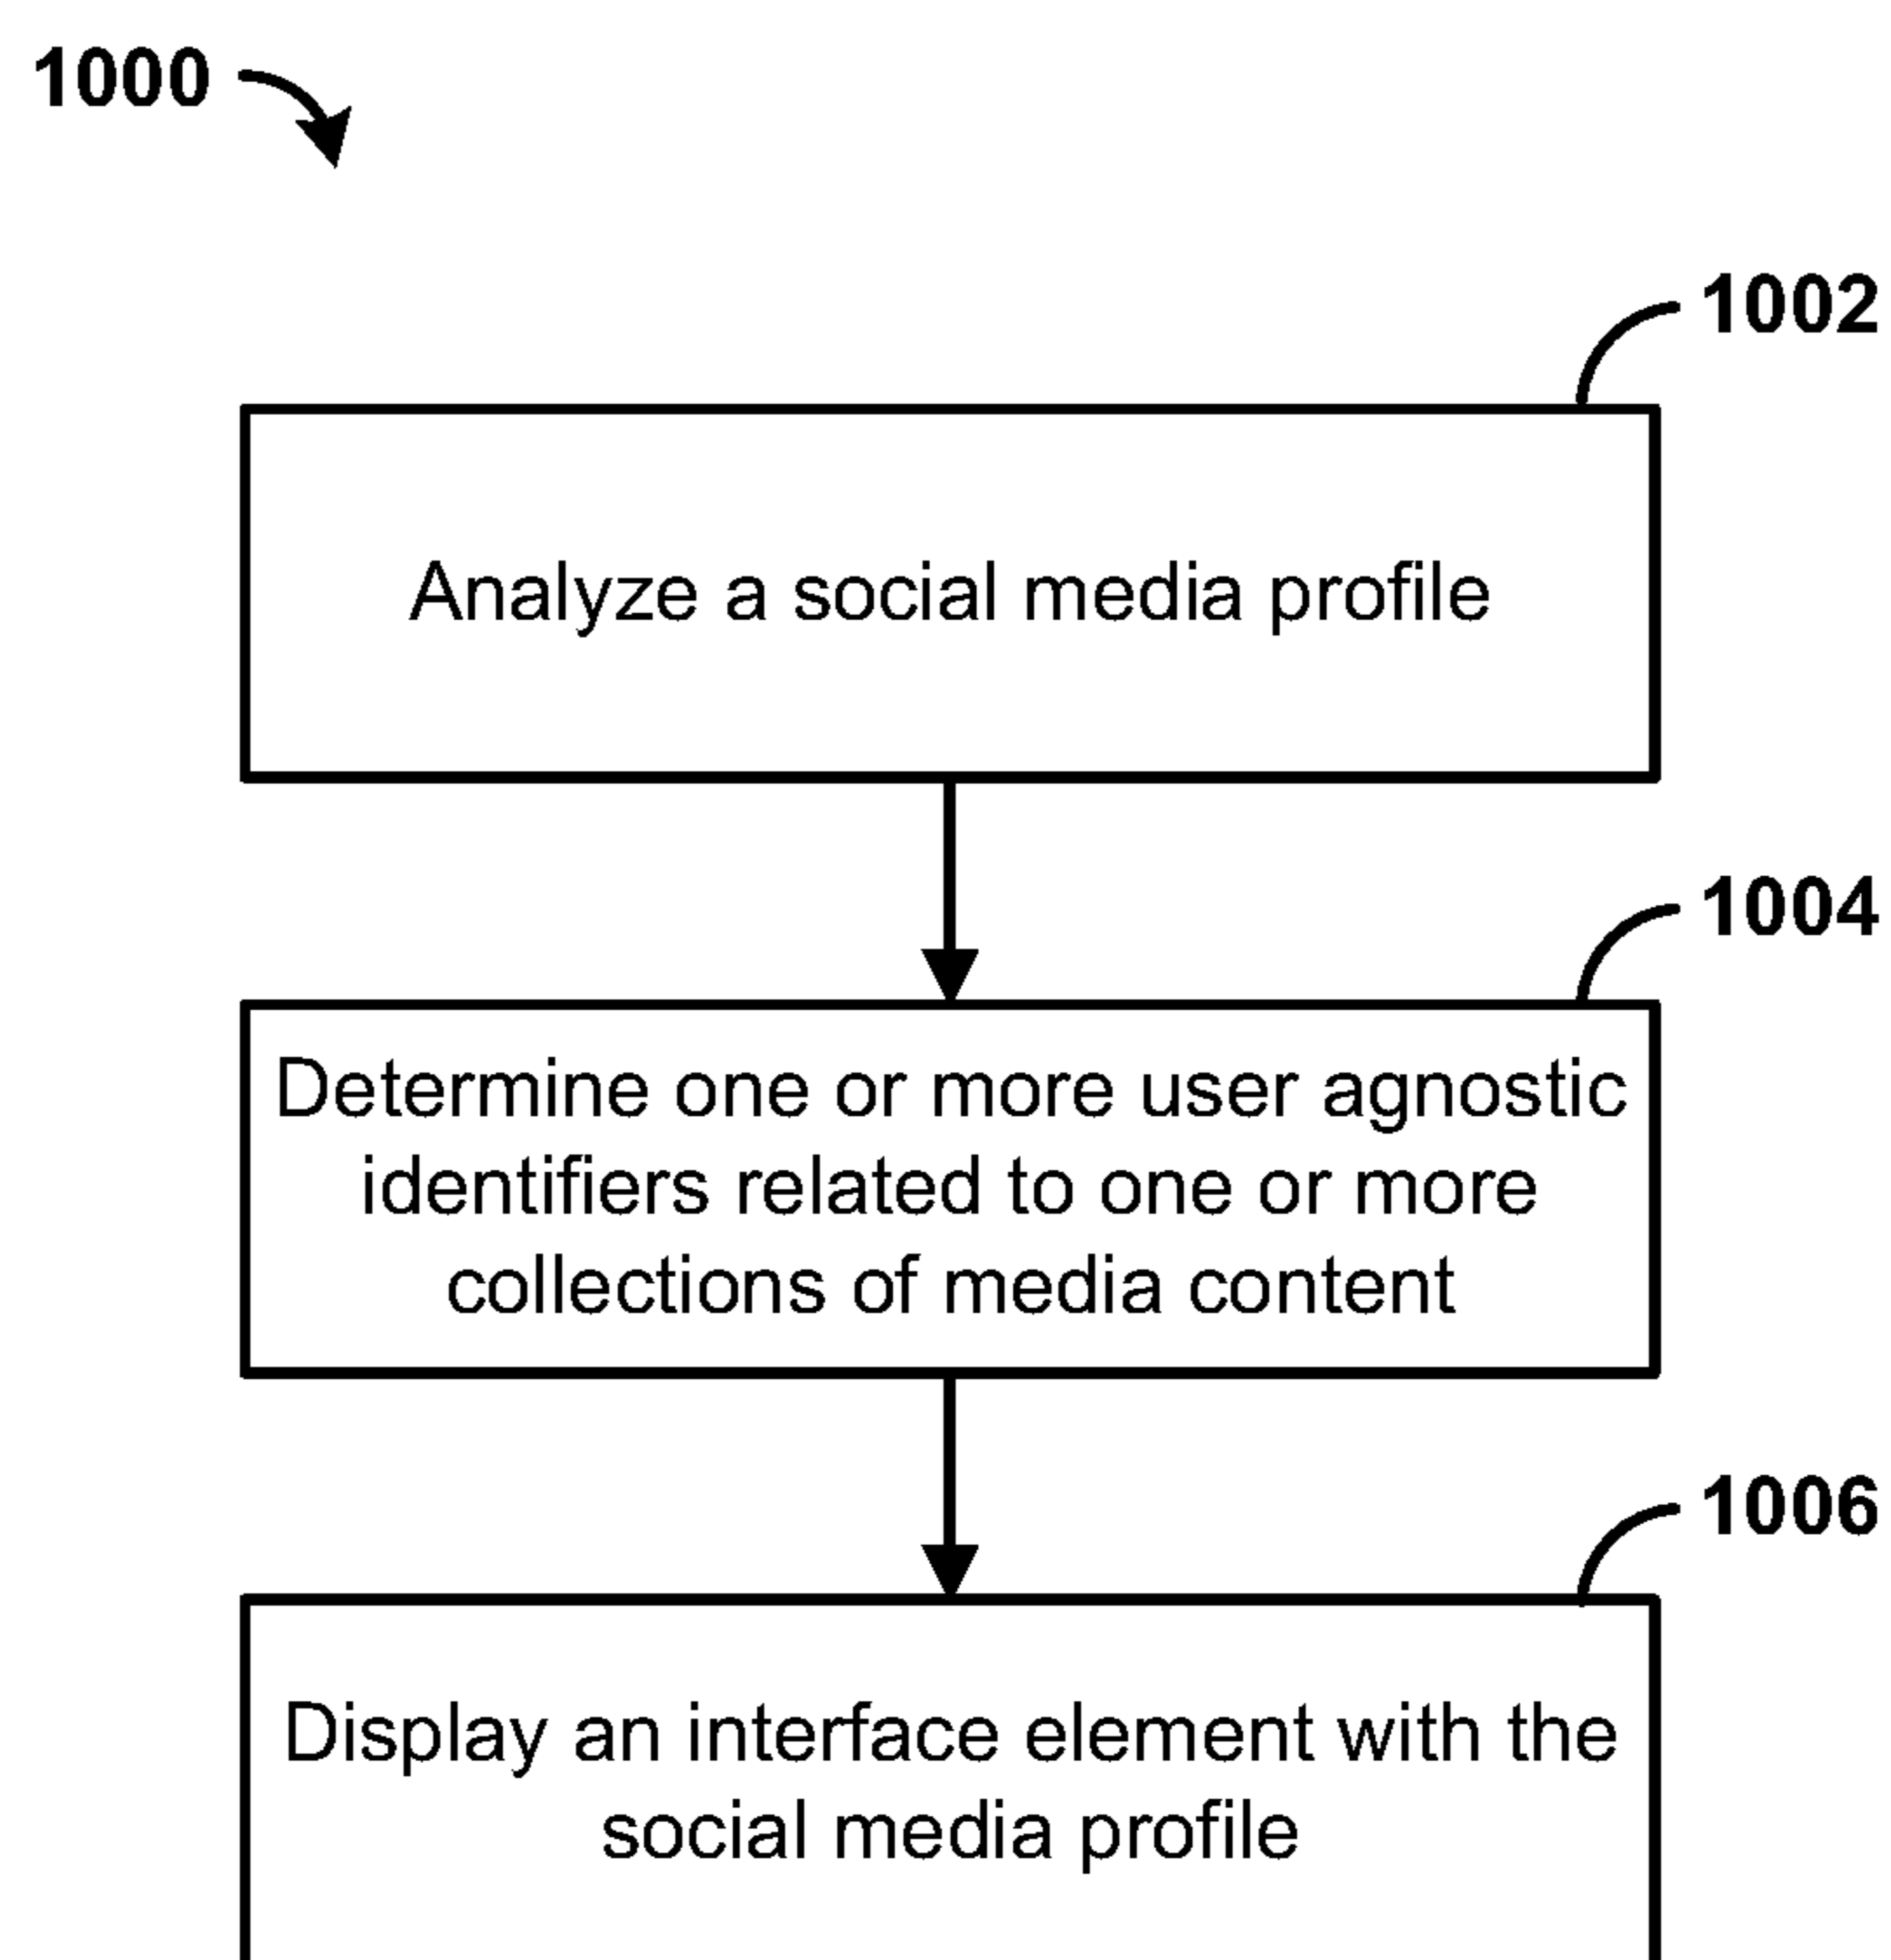 1000
1002
Analyze a social media profile
1004
Determine one or more user agnostic
identifiers related to one or more
collections of media content
1006
Display an interface element with the
social media profile